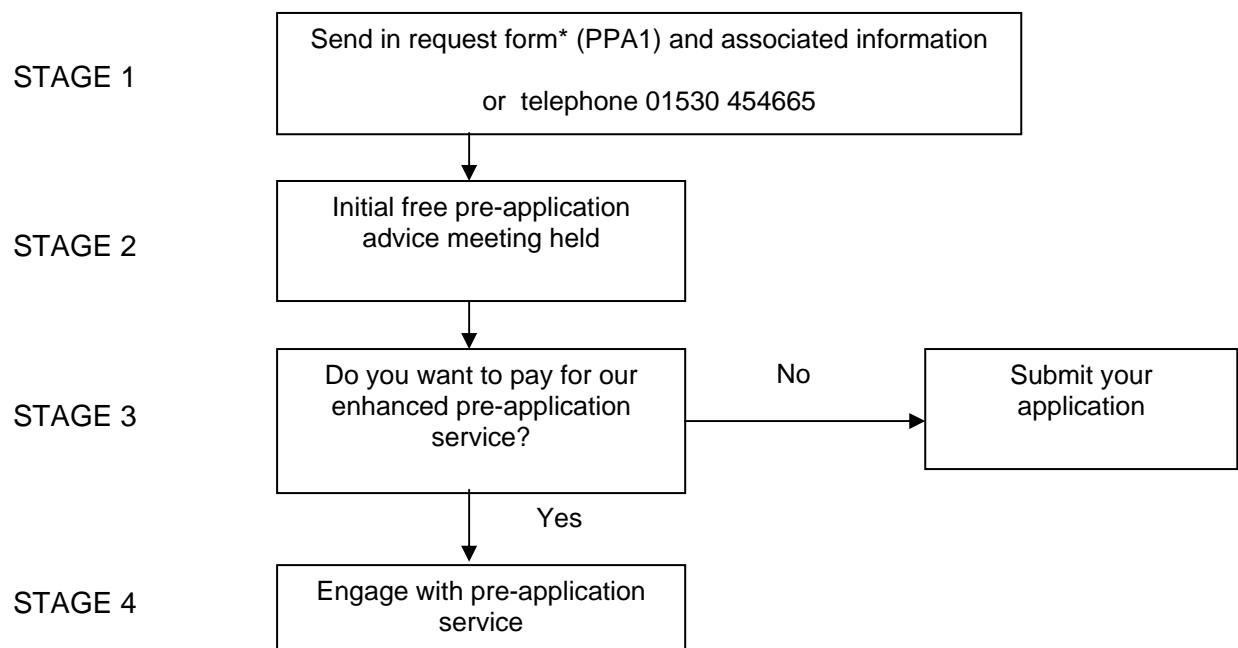 STAGE 1
Send in request form* (PPA1) and associated information
or telephone 01530 454665
STAGE 2
Initial free pre-application
advice meeting held
STAGE 3
Do you want to pay for our
enhanced pre-application
service?
No
Submit your
application
Yes
STAGE 4
Engage with pre-application
service